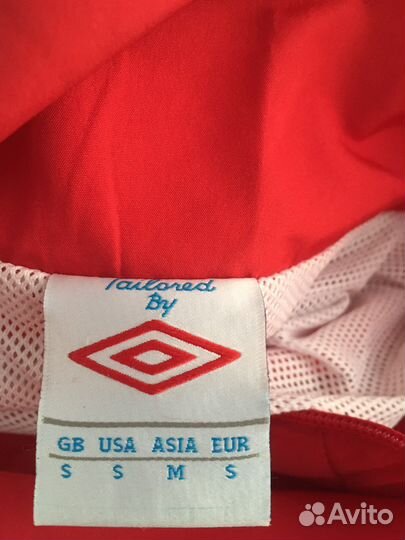 Tailored
By
GB USA ASIA EUR
S S M S
Avito